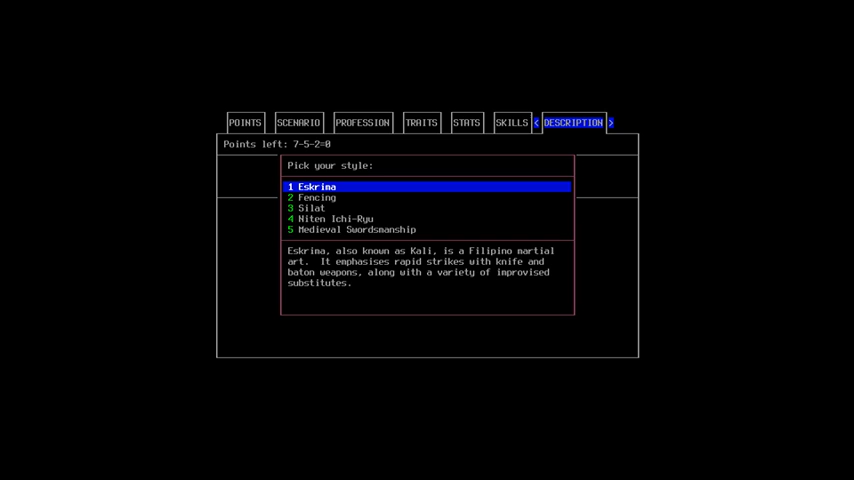 POINTS SCENARIO PROFESSION TRAITS STATS SKILLS < DESCRIPTION >
Points left: 7-5-2=0
Pick your style:
1 Eskrima
2 Fencing
3 Silat
4 Niten Ichi-Ryu
5 Medieval Swordsmanship
Eskrima, also known as Kali, is a Filipino martial
art.  It emphasises rapid strikes with knife and
baton weapons, along with a variety of improvised
substitutes.